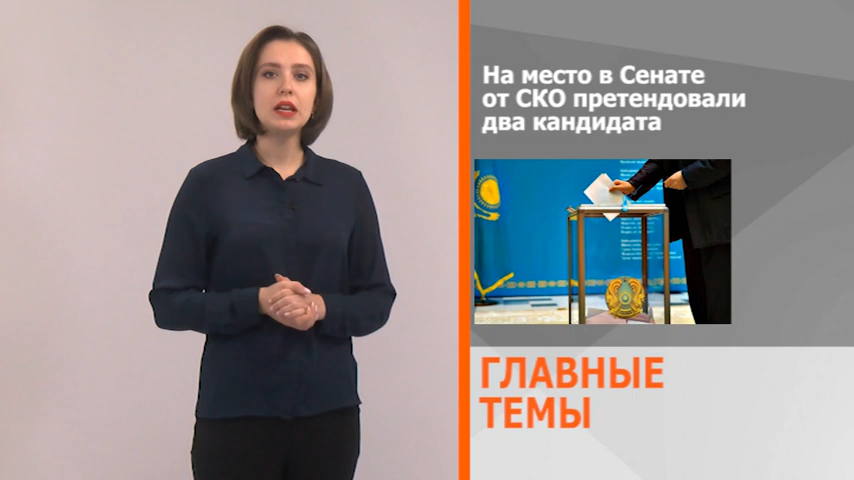 На место в Сенате
от СКО претендовали
два кандидата
ГЛАВНЫЕ
ТЕМЫ